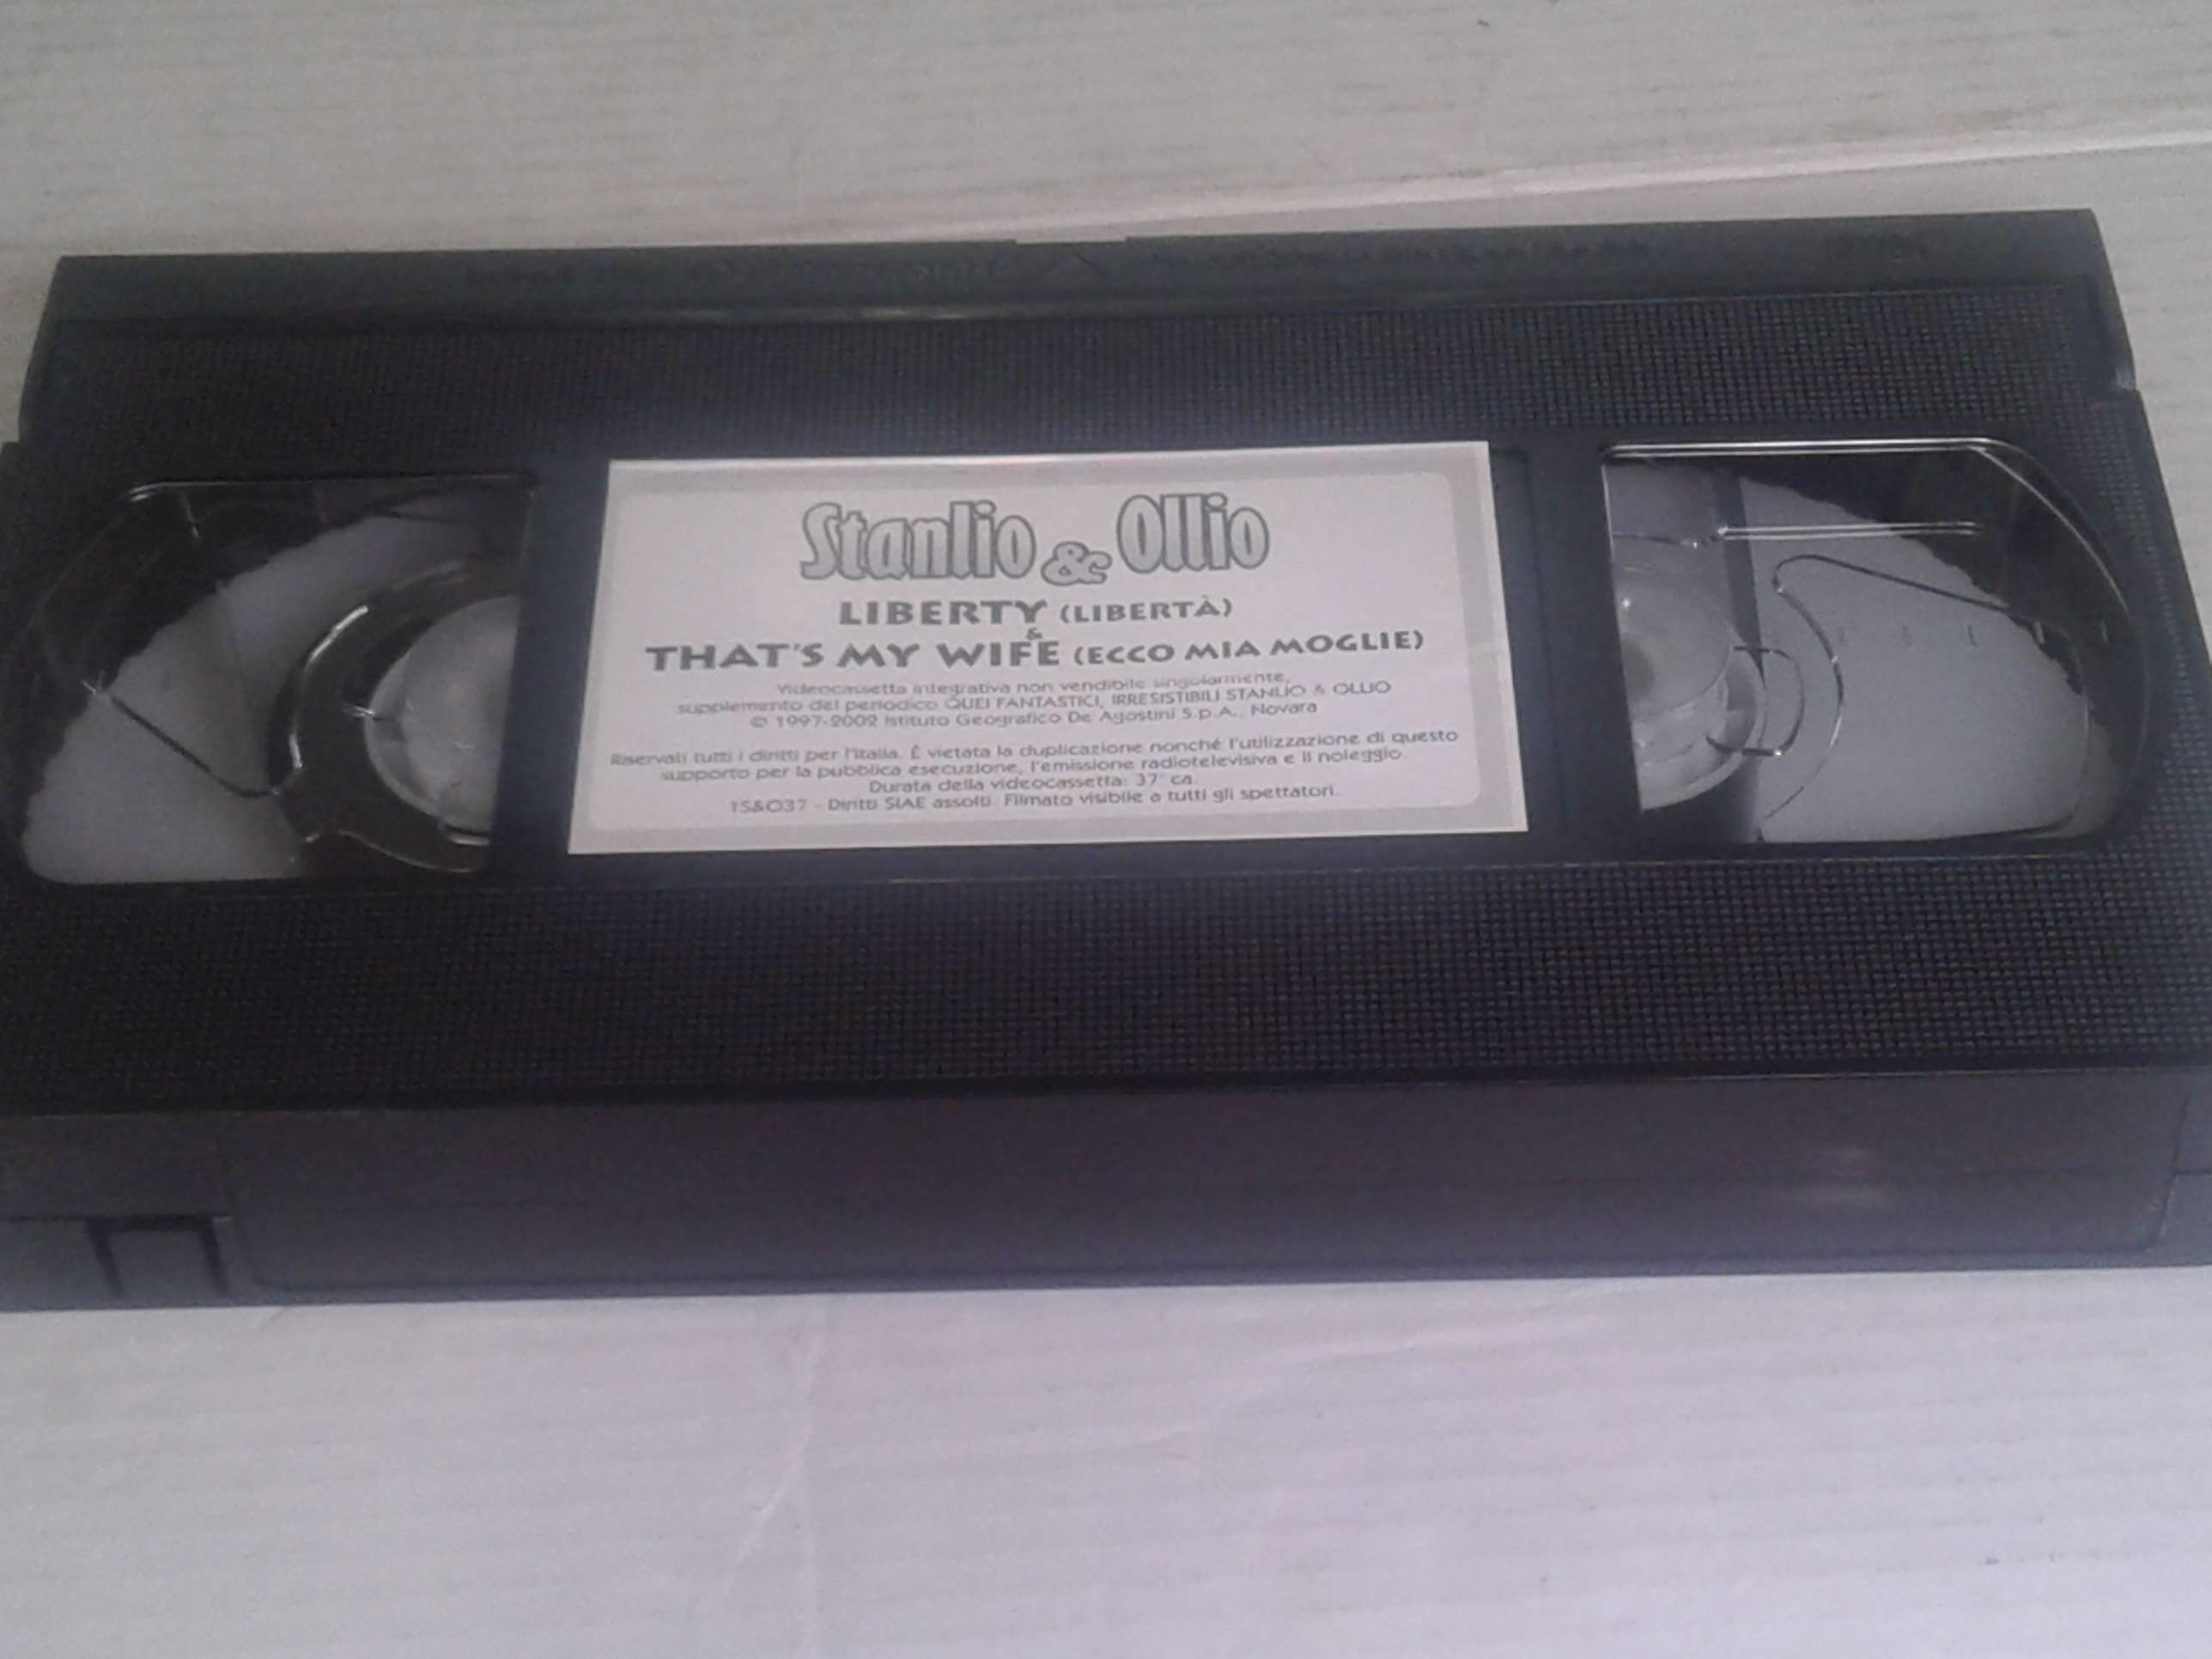 Stanlio & Ollio
LIBERTY (LIBERTÀ)
&
THAT'S MY WIFE (ECCO MIA MOGLIE)
Videocassetta integrativa non vendibile singolarmente,
supplemento del periodico QUEI FANTASTICI, IRRESISTIBILI STANLIO & OLLIO
© 1997-2002 Istituto Geografico De Agostini S.p.A., Novara
Riservati tutti i diritti per l'Italia. È vietata la duplicazione nonché l'utilizzazione di questo
supporto per la pubblica esecuzione, l'emissione radiotelevisiva e il noleggio.
Durata della videocassetta: 37' ca.
1S&O37 - Diritti SIAE assolti. Filmato visibile a tutti gli spettatori.